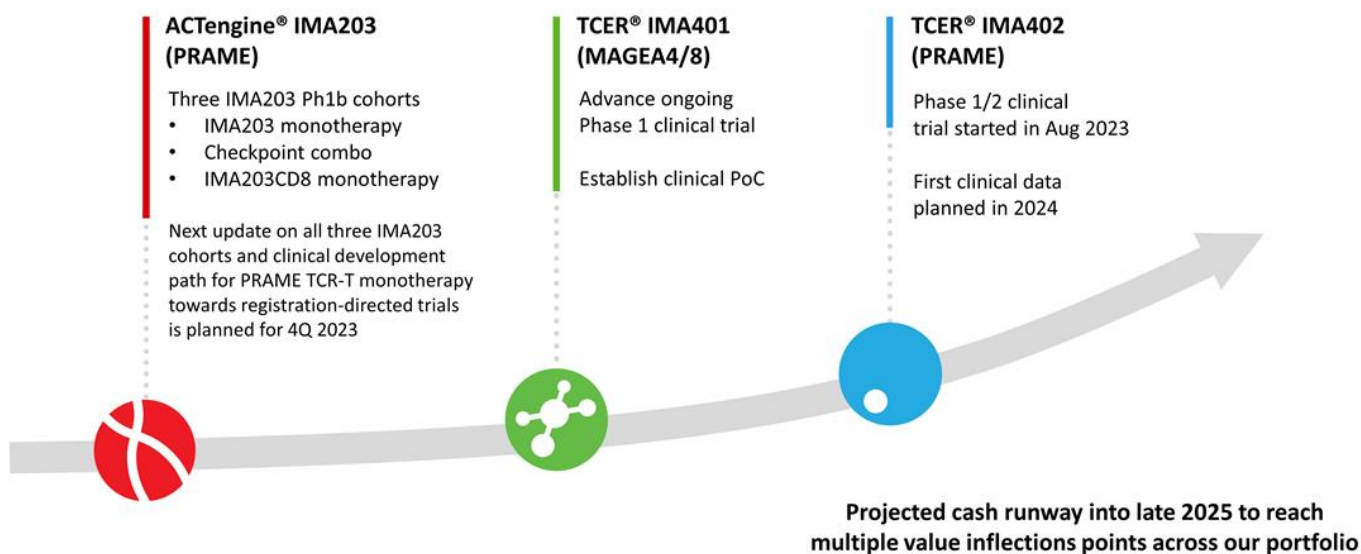 ACTengine® IMA203
(PRAME)
Three IMA203 Ph1b cohorts
• IMA203 monotherapy
• Checkpoint combo
• IMA203CD8 monotherapy
Next update on all three IMA203
cohorts and clinical development
path for PRAME TCR-T monotherapy
towards registration-directed trials
is planned for 4Q 2023
TCER® IMA401
(MAGEA4/8)
Advance ongoing
Phase 1 clinical trial
Establish clinical PoC
TCER® IMA402
(PRAME)
Phase 1/2 clinical
trial started in Aug 2023
First clinical data
planned in 2024
Projected cash runway into late 2025 to reach
multiple value inflections points across our portfolio